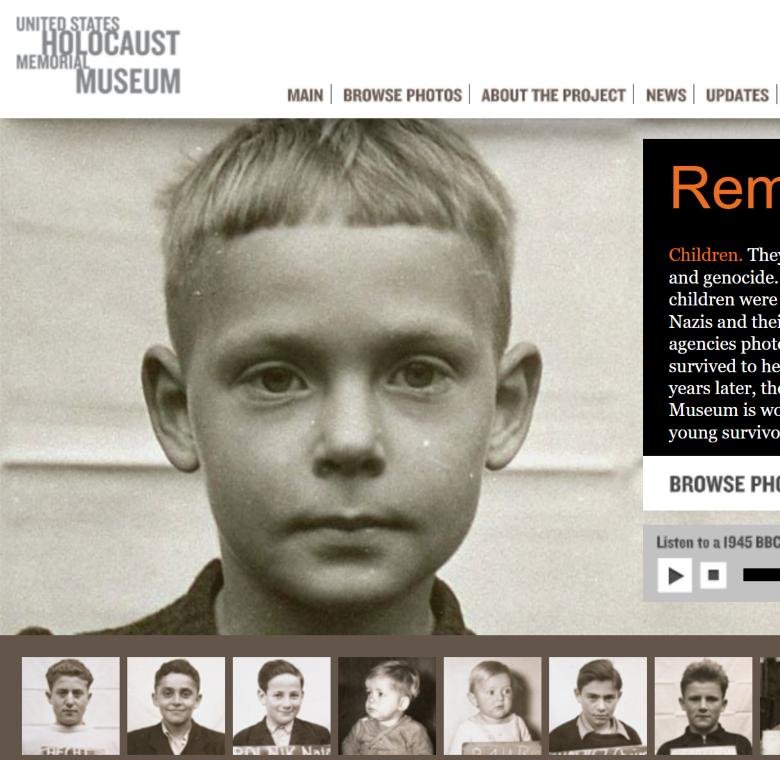 UNITED STATES
HOLOCAUST
MEMORIAL
MUSEUM
MAIN
BROWSE PHOTOS
ABOUT THE PROJECT
NEWS
UPDATES
Rem
Children. They
and genocide.
children were
Nazis and thei
agencies photo
survived to he
years later, the
Museum is wo
young survivo
BROWSE PHO
Listen to a 1945 BBC
HECHT